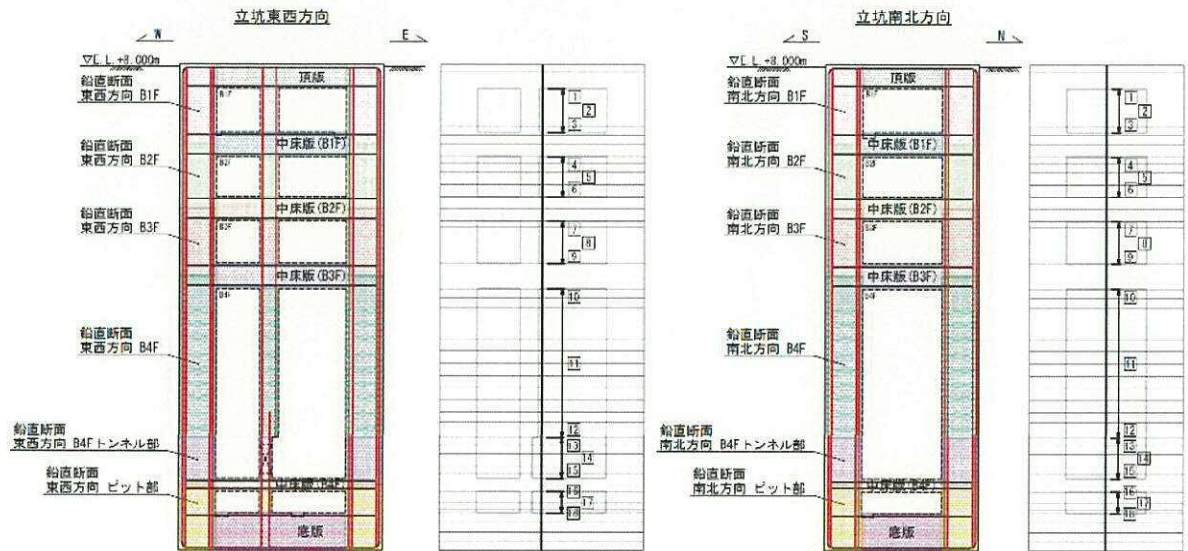 立坑東西方向
W
E
▽E.L.+8.000m
頂版
鉛直断面
東西方向 B1F
B1F
中床版(B1F)
鉛直断面
東西方向 B2F
B2F
中床版(B2F)
鉛直断面
東西方向 B3F
B3F
中床版(B3F)
B4F
鉛直断面
東西方向 B4F
鉛直断面
東西方向 B4Fトンネル部
中床版(B4F)
鉛直断面
東西方向 ピット部
底版
1
2
3
4
5
6
7
8
9
10
11
12
13
14
15
16
17
18
立坑南北方向
S
N
▽E.L.+8.000m
頂版
鉛直断面
南北方向 B1F
B1F
中床版(B1F)
鉛直断面
南北方向 B2F
B2F
中床版(B2F)
鉛直断面
南北方向 B3F
B3F
中床版(B3F)
B4F
鉛直断面
南北方向 B4F
鉛直断面
南北方向 B4Fトンネル部
中床版(B4F)
鉛直断面
南北方向 ピット部
底版
1
2
3
4
5
6
7
8
9
10
11
12
13
14
15
16
17
18